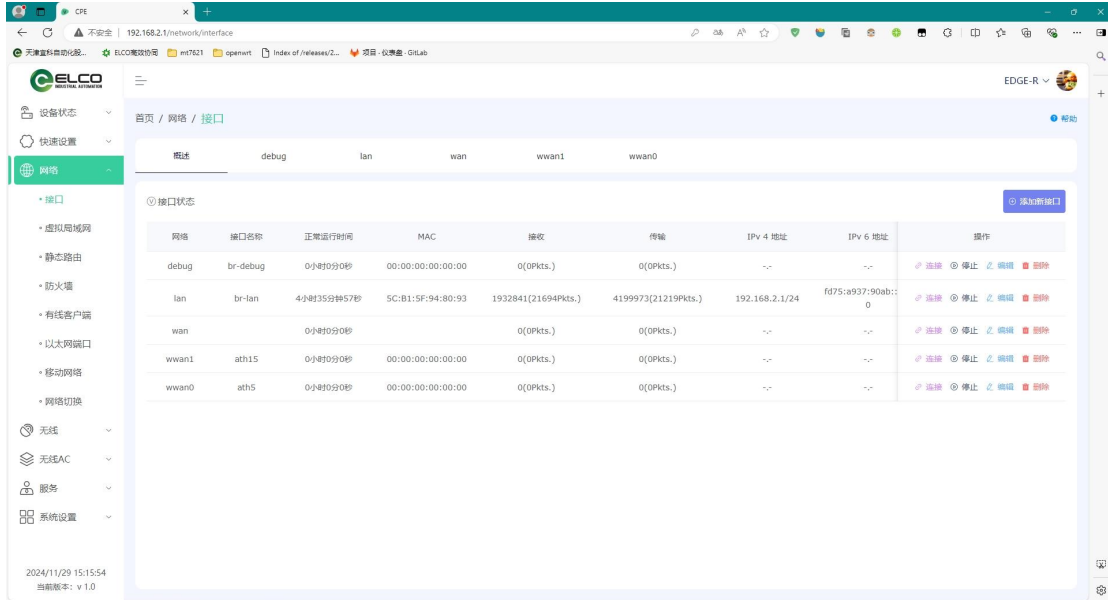 CPE
不安全 | 192.168.2.1/network/interface
天津宜科自动化股... ELCO高效协同 mt7621 openwrt Index of /releases/2... 项目 · 仪表盘 · GitLab
ELCO
INDUSTRIAL AUTOMATION
EDGE-R
设备状态
首页 / 网络 / 接口
帮助
快速设置
网络
概述 debug lan wan wwan1 wwan0
接口
虚拟局域网
静态路由
防火墙
有线客户端
以太网端口
移动网络
网络切换
无线
无线AC
服务
系统设置
接口状态
添加新接口
网络 接口名称 正常运行时间 MAC 接收 传输 IPv 4 地址 IPv 6 地址 操作
debug br-debug 0小时0分0秒 00:00:00:00:00:00 0(0Pkts.) 0(0Pkts.) -.- -.- 连接 停止 编辑 删除
lan br-lan 4小时35分钟57秒 5C:B1:5F:94:80:93 1932841(21694Pkts.) 4199973(21219Pkts.) 192.168.2.1/24 fd75:a937:90ab::
0 连接 停止 编辑 删除
wan 0小时0分0秒 0(0Pkts.) 0(0Pkts.) -.- -.- 连接 停止 编辑 删除
wwan1 ath15 0小时0分0秒 00:00:00:00:00:00 0(0Pkts.) 0(0Pkts.) -.- -.- 连接 停止 编辑 删除
wwan0 ath5 0小时0分0秒 00:00:00:00:00:00 0(0Pkts.) 0(0Pkts.) -.- -.- 连接 停止 编辑 删除
2024/11/29 15:15:54
当前版本: v 1.0